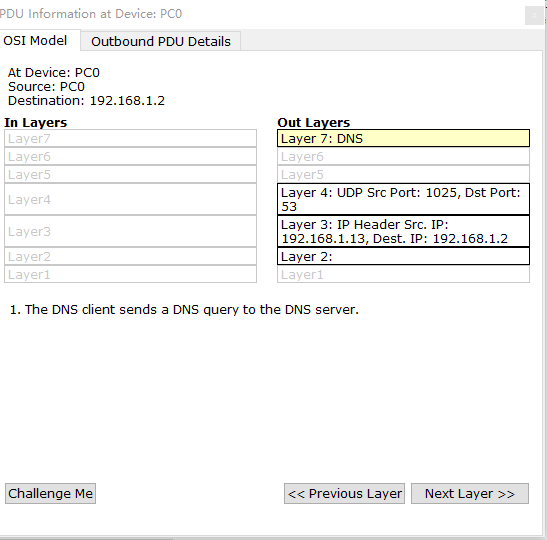 PDU Information at Device: PC0
OSI Model
Outbound PDU Details
At Device: PC0
Source: PC0
Destination: 192.168.1.2
In Layers
Layer7
Layer6
Layer5
Layer4
Layer3
Layer2
Layer1
Out Layers
Layer 7: DNS
Layer6
Layer5
Layer 4: UDP Src Port: 1025, Dst Port:
53
Layer 3: IP Header Src. IP:
192.168.1.13, Dest. IP: 192.168.1.2
Layer 2:
Layer1
1. The DNS client sends a DNS query to the DNS server.
Challenge Me
<< Previous Layer
Next Layer >>